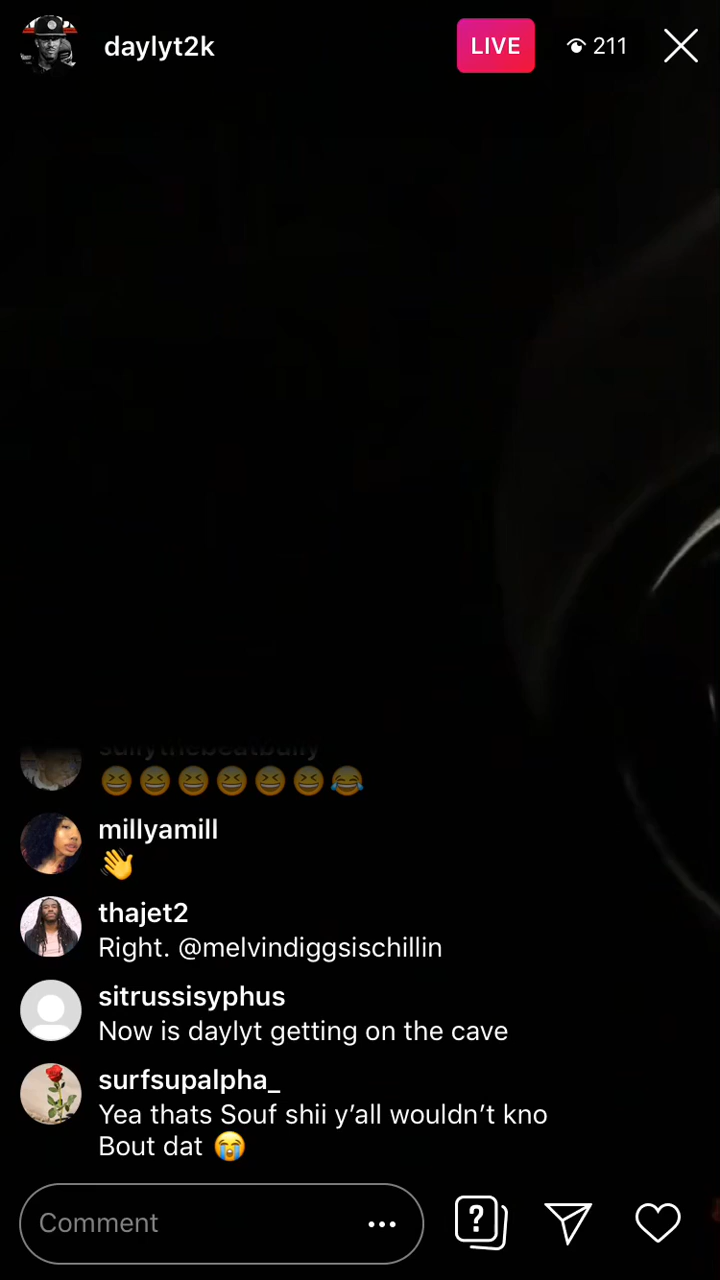 daylyt2k
LIVE
211
sullythebeatbully
😆😆😆😆😆😆😂
millyamill
👋
thajet2
Right. @melvindiggsischillin
sitrussisyphus
Now is daylyt getting on the cave
surfsupalpha_
Yea thats Souf shii y’all wouldn’t kno
Bout dat 😭
Comment
?